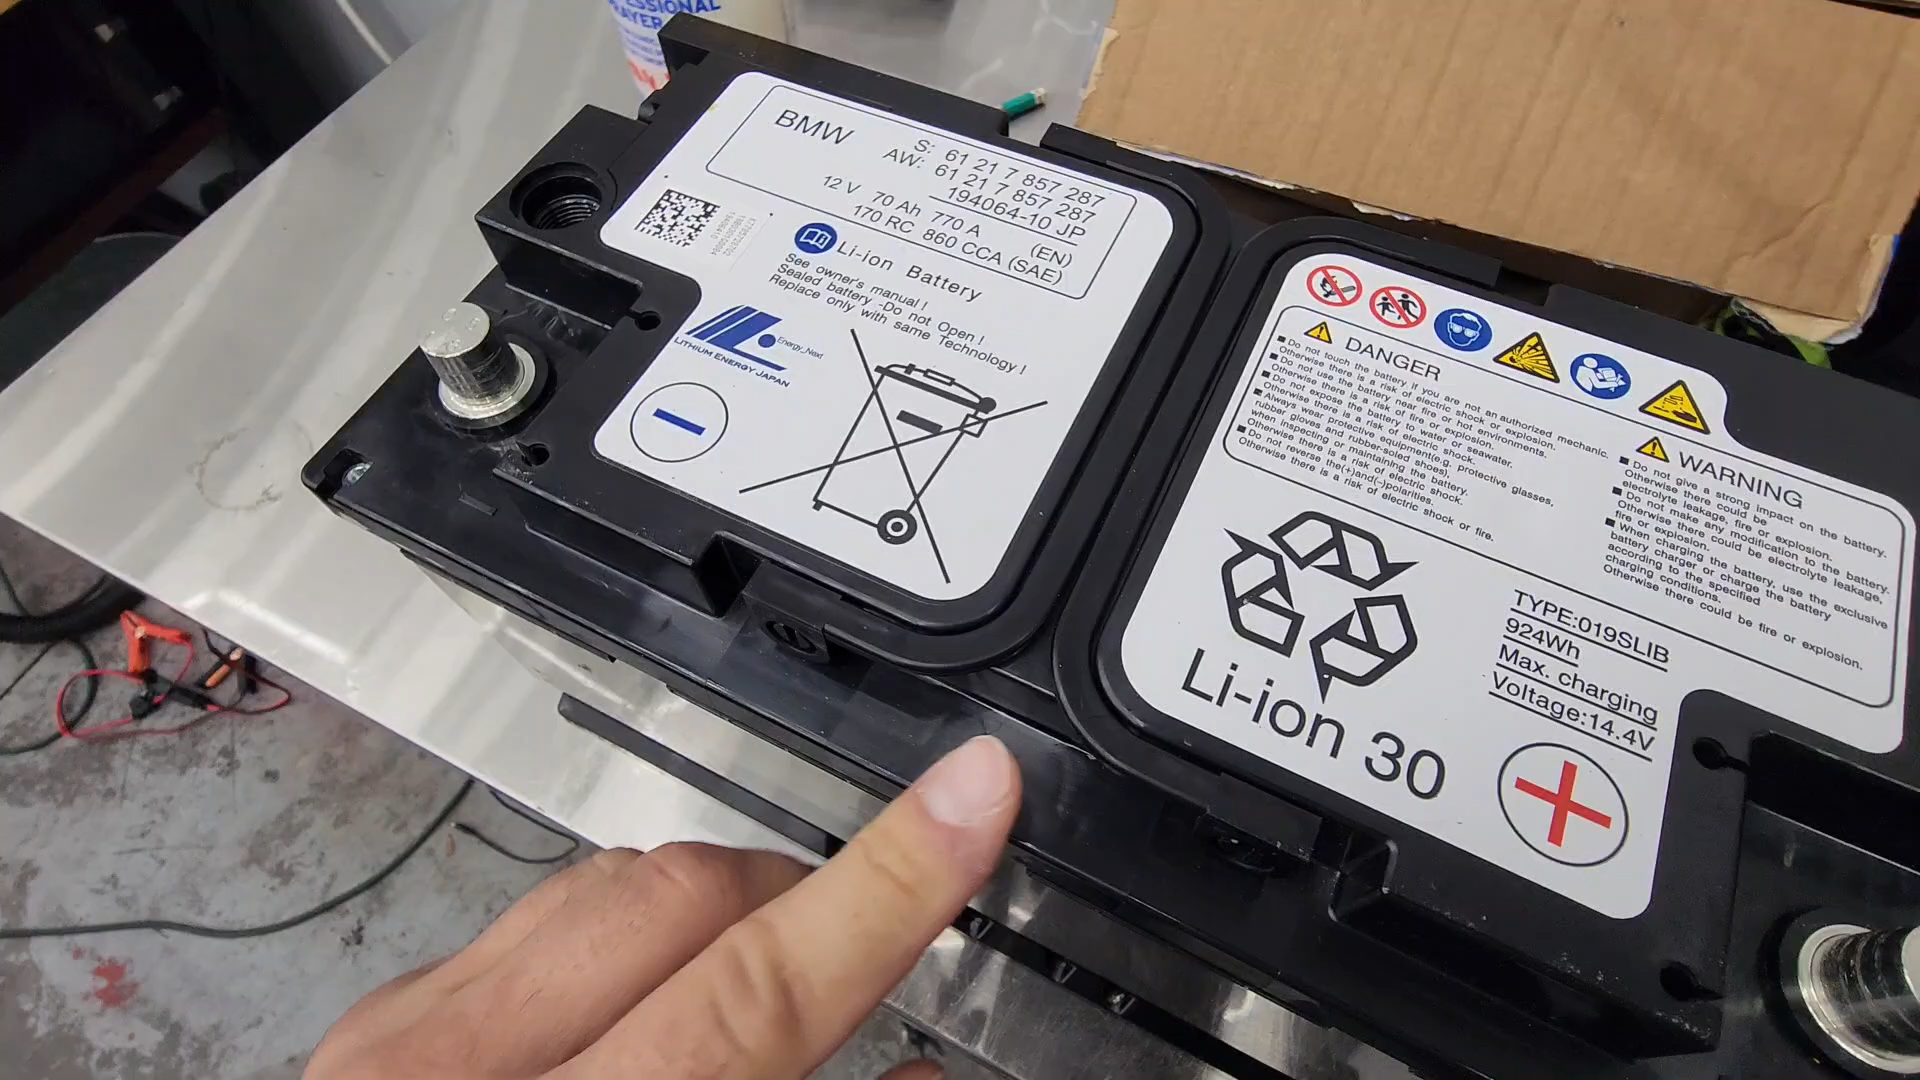 ESSIONAL
AYER
BMW
S: 61 21 7 857 287
AW: 61 21 7 857 287
194064-10 JP
12 V 70 Ah 770 A (EN)
170 RC 860 CCA (SAE)
Li-ion Battery
See owner's manual !
Sealed battery -Do not Open !
Replace only with same Technology !
Energy_Next
LITHIUM ENERGY JAPAN
DANGER
■ Do not touch the battery if you are not an authorized mechanic.
Otherwise there is a risk of electric shock or explosion.
■ Do not use the battery near fire or hot environments.
Otherwise there is a risk of fire or explosion.
■ Do not expose the battery to water or seawater.
Otherwise there is a risk of electric shock.
■ Always wear protective equipment(e.g. protective glasses,
rubber gloves and rubber-soled shoes),
when inspecting or maintaining the battery.
Otherwise there is a risk of electric shock.
■ Do not reverse the(+)and(-)polarities.
Otherwise there is a risk of electric shock or fire.
WARNING
■ Do not give a strong impact on the battery.
Otherwise there could be
electrolyte leakage, fire or explosion.
■ Do not make any modification to the battery.
Otherwise there could be electrolyte leakage,
fire or explosion.
■ When charging the battery, use the exclusive
battery charger or charge the battery
according to the specified
charging conditions.
Otherwise there could be fire or explosion.
TYPE:019SLIB
924Wh
Max. charging
Voltage:14.4V
Li-ion 30